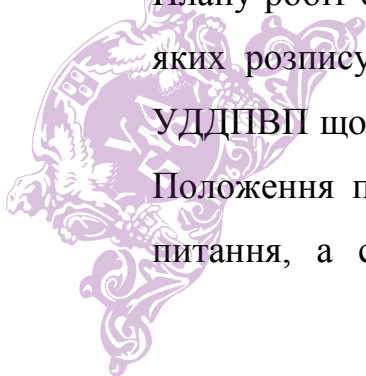 Плану робіт
яких розпису
УДДПВП що
Положення п
питання, а с